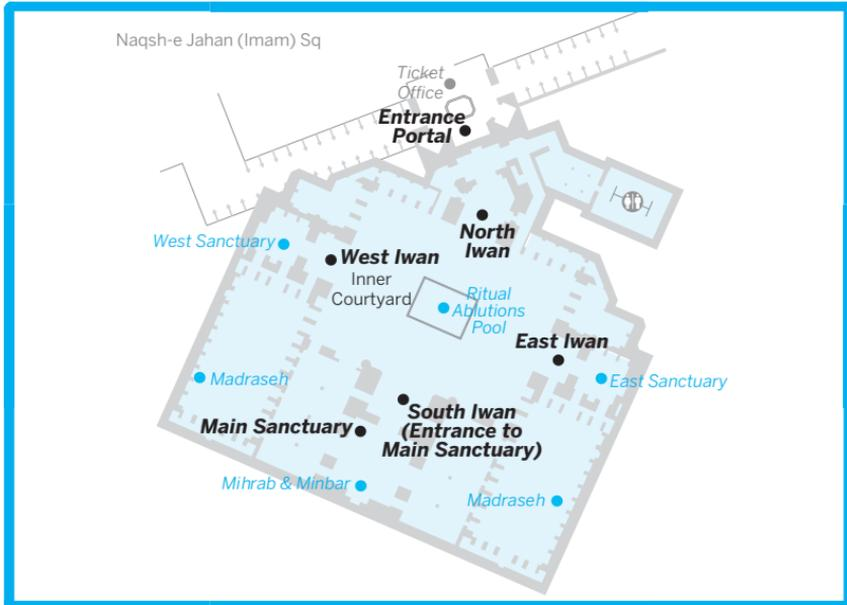 Naqsh-e Jahan (Imam) Sq
Ticket
Office
Entrance
Portal
North
Iwan
West Sanctuary
West Iwan
Inner
Courtyard
Ritual
Ablutions
Pool
East Iwan
East Sanctuary
Madraseh
South Iwan
(Entrance to
Main Sanctuary)
Main Sanctuary
Mihrab & Minbar
Madraseh